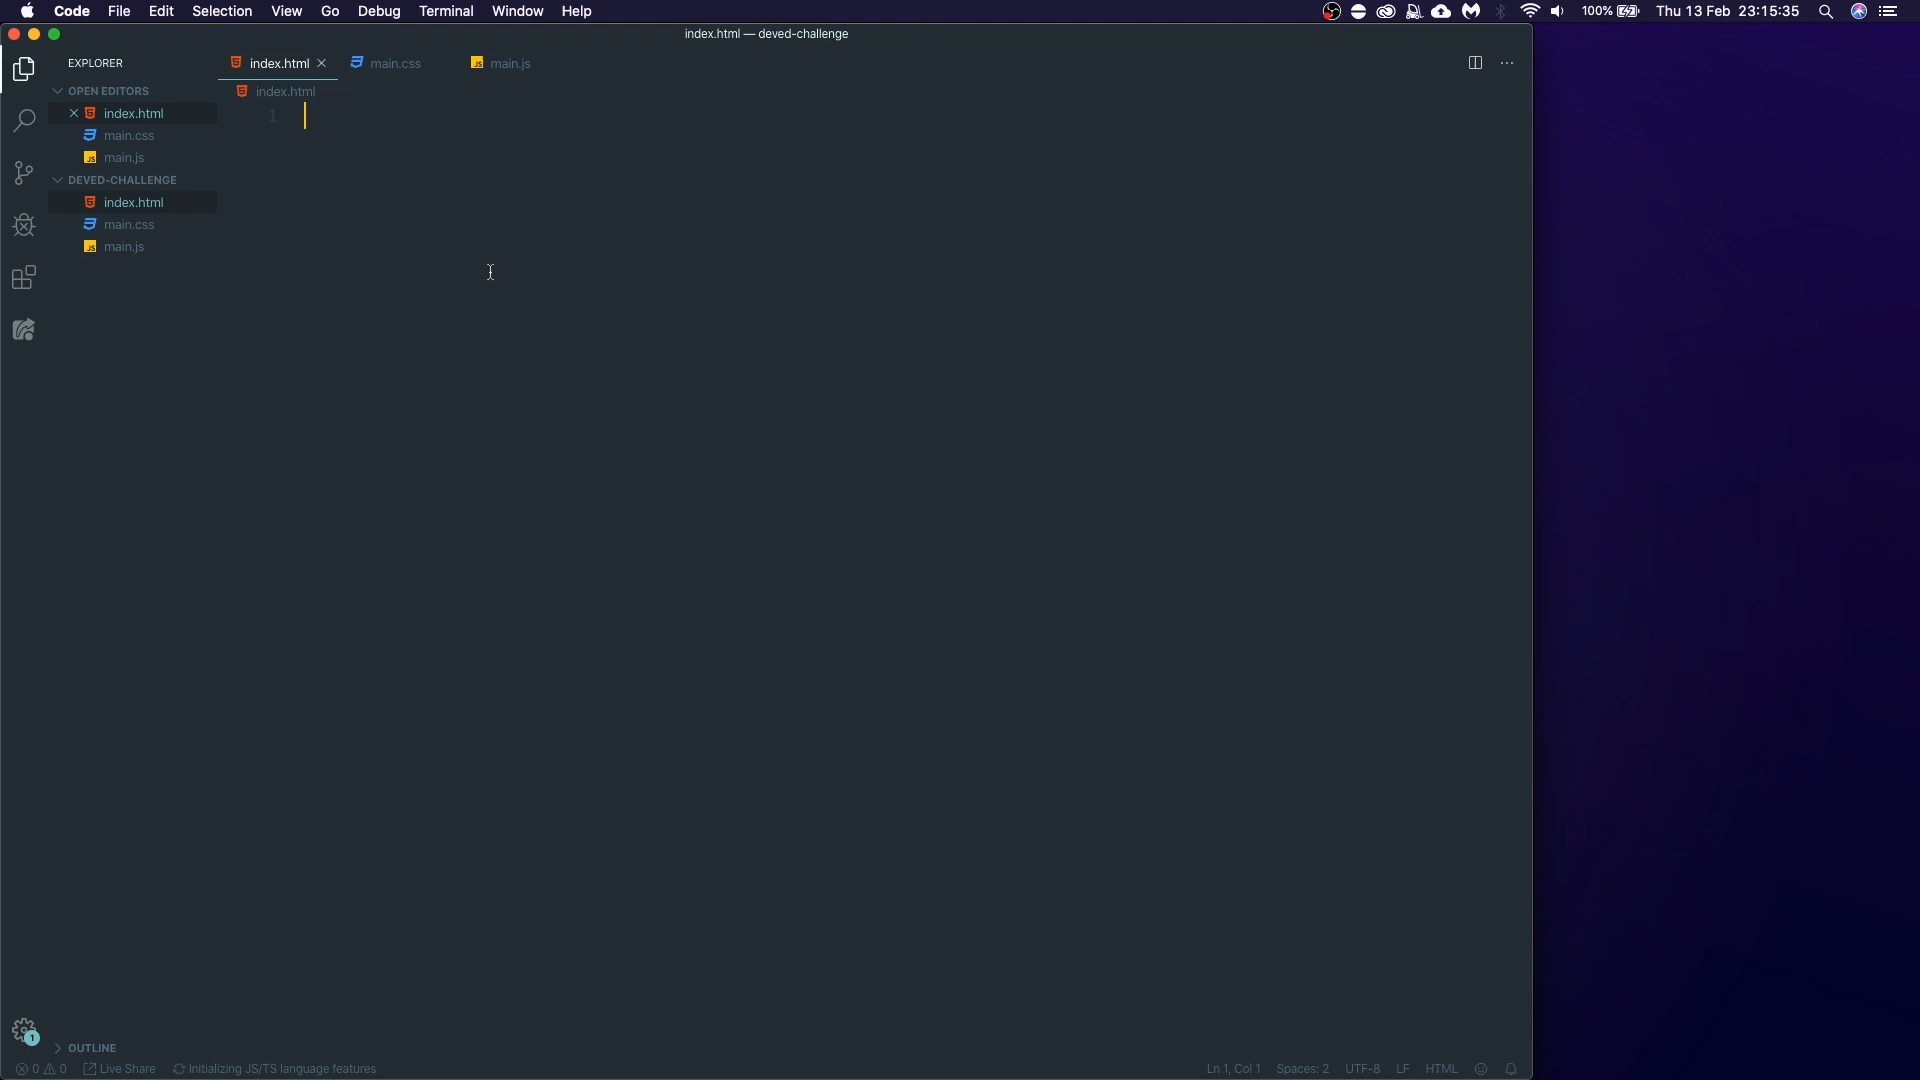 Code File Edit Selection View Go Debug Terminal Window Help 100% Thu 13 Feb 23:15:35
index.html — deved-challenge
EXPLORER
index.html main.css main.js
OPEN EDITORS
index.html
index.html
1
main.css
main.js
DEVED-CHALLENGE
index.html
main.css
main.js
1
OUTLINE
0 0 Live Share Initializing JS/TS language features Ln 1, Col 1 Spaces: 2 UTF-8 LF HTML